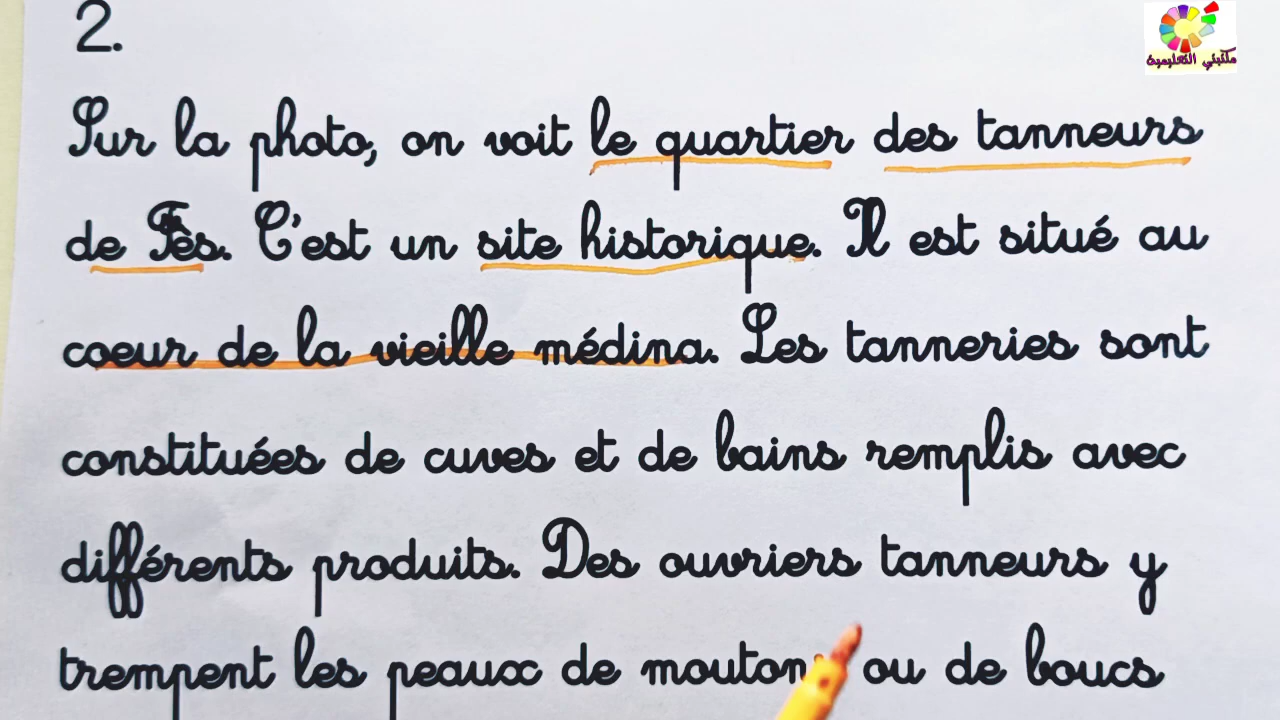 2.
مكتبتي التعليمية
Sur la photo, on voit le quartier des tanneurs
de Fès. C'est un site historique. Il est situé au
coeur de la vieille médina. Les tanneries sont
constituées de cuves et de bains remplis avec
différents produits. Des ouvriers tanneurs y
trempent les peaux de moutons ou de boucs